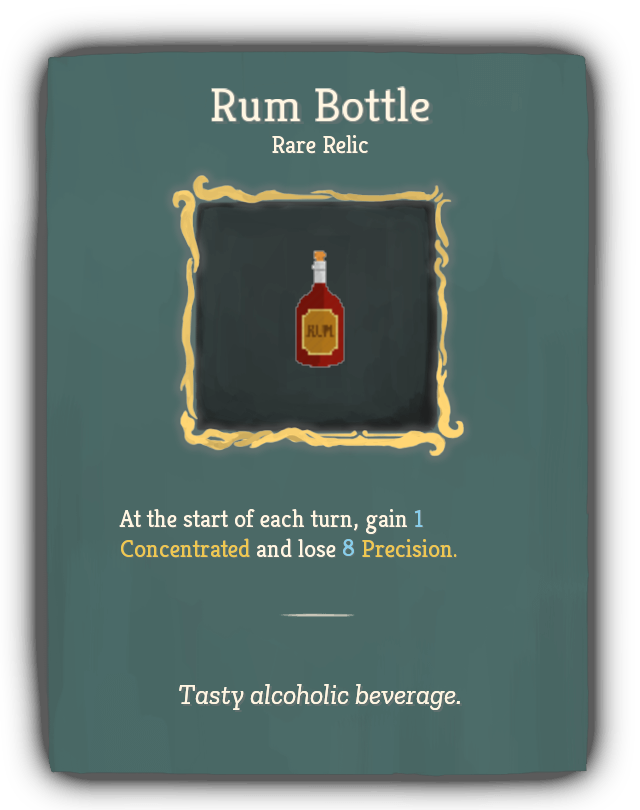 Rum Bottle
Rare Relic
RUM
At the start of each turn, gain 1
Concentrated and lose 8 Precision.
Tasty alcoholic beverage.